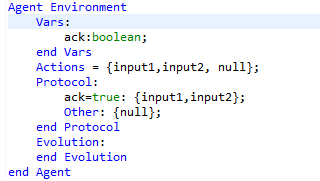 Agent Environment
Vars:
ack:boolean;
end Vars
Actions = {input1,input2, null};
Protocol:
ack=true: {input1,input2};
Other: {null};
end Protocol
Evolution:
end Evolution
end Agent